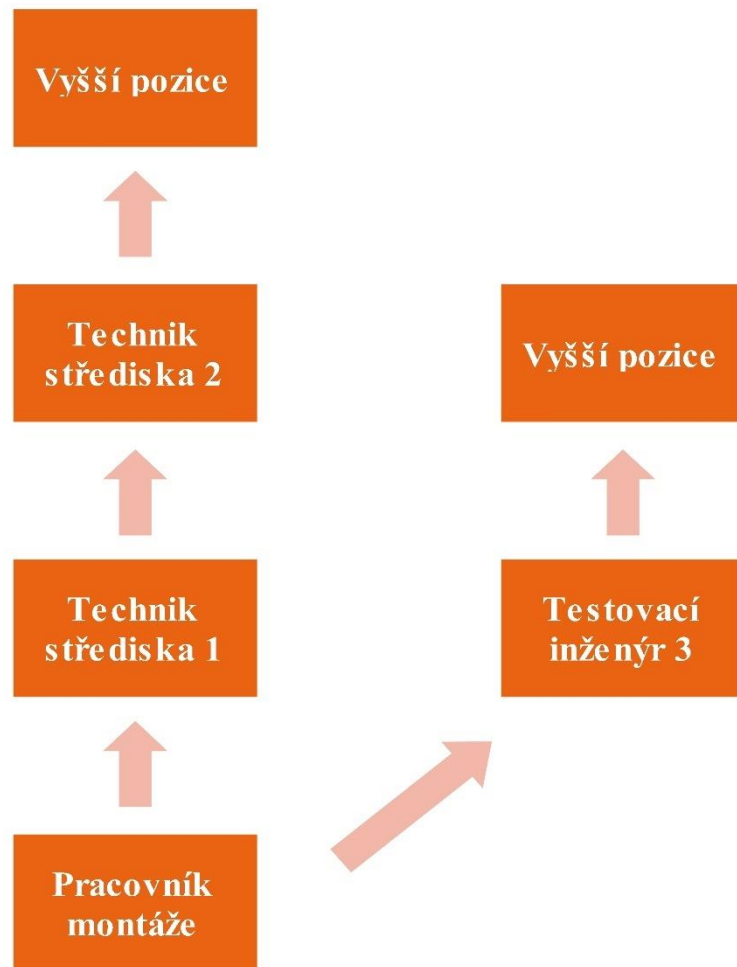 Vyšší pozice
Technik
střediska 2
Vyšší pozice
Technik
střediska 1
Testovací
inženýr 3
Pracovník
montáže